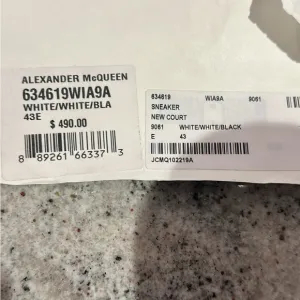 ALEXANDER McQUEEN
634619WIA9A
WHITE/WHITE/BLA
43E
$ 490.00
8 89261 66337 3
634619 WIA9A 9061
SNEAKER
NEW COURT
9061 WHITE/WHITE/BLACK
E 43
JCMQ102219A